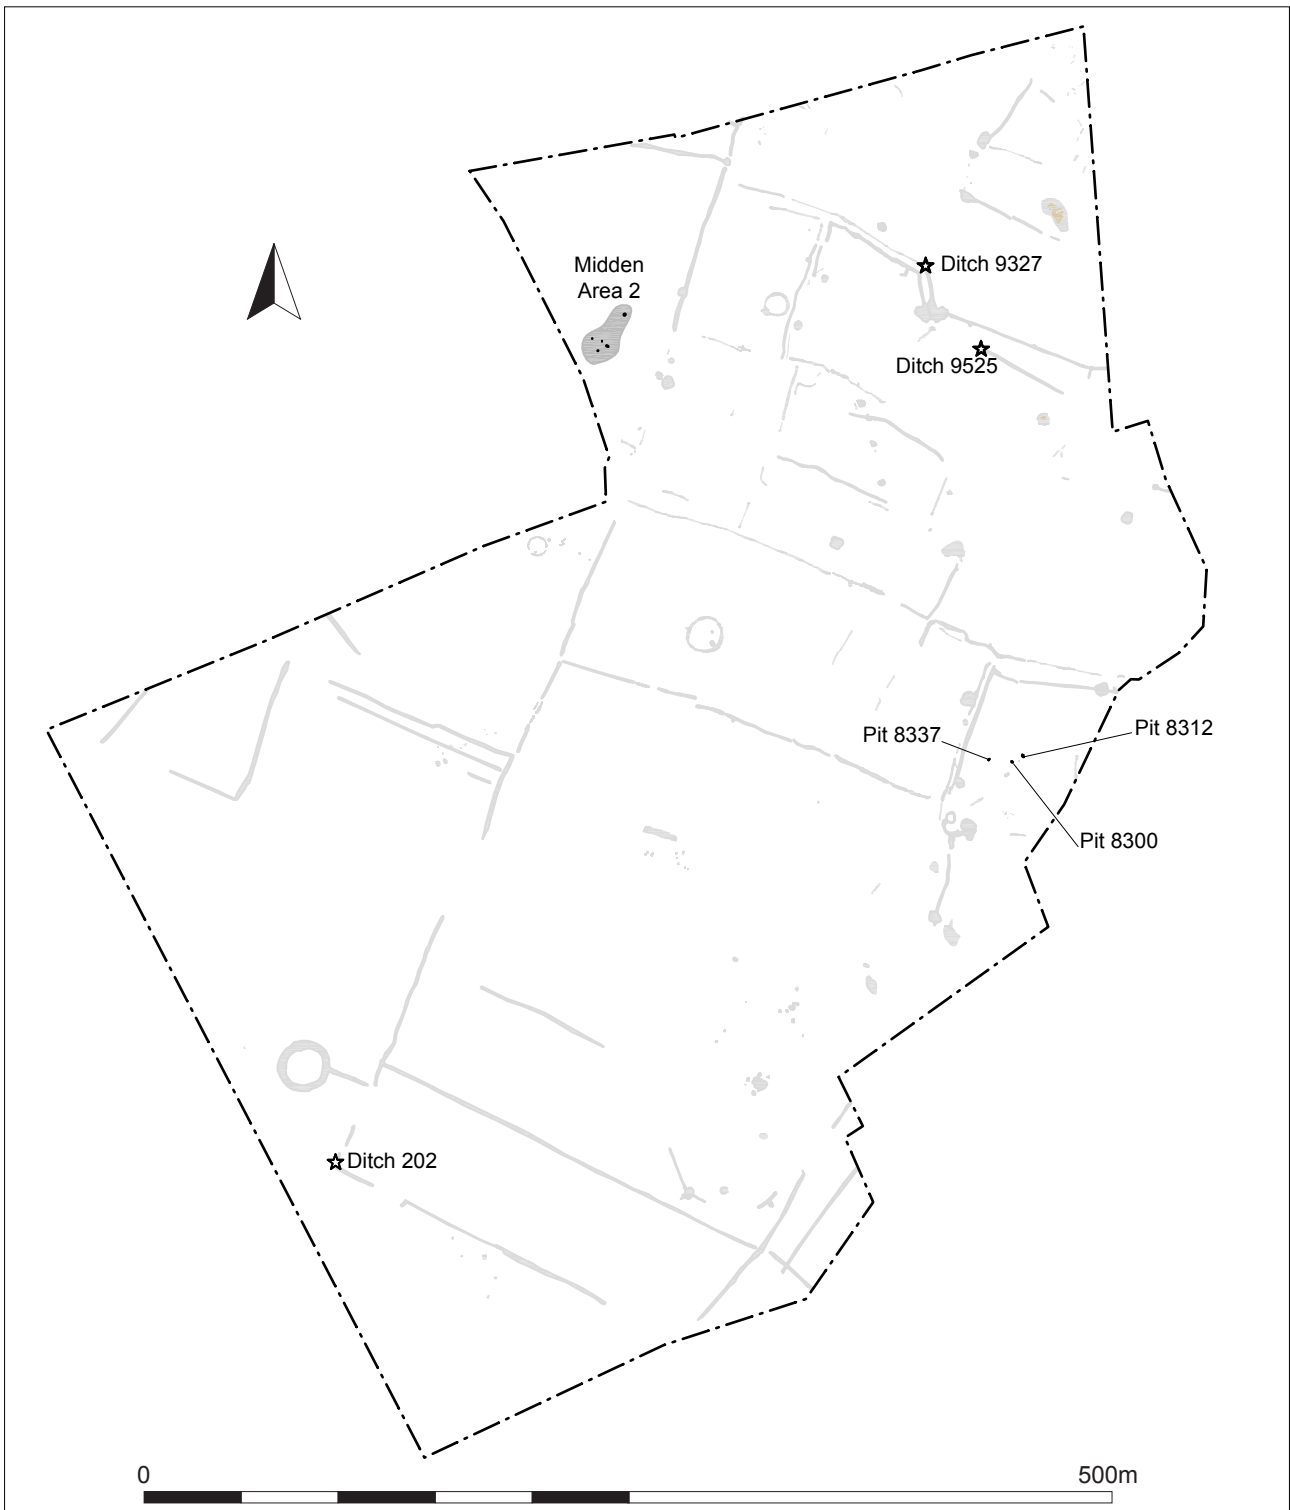 Midden
Area 2
Ditch 9327
Ditch 9525
Pit 8337
Pit 8312
Pit 8300
Ditch 202
0
500m